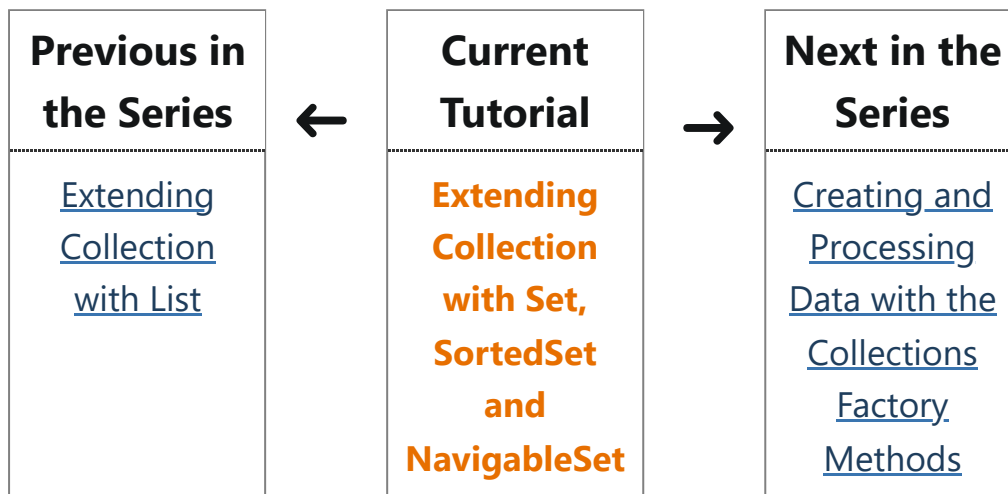 Previous in
the Series
←
Current
Tutorial
→
Next in the
Series
Extending
Collection
with List
Extending
Collection
with Set,
SortedSet
and
NavigableSet
Creating and
Processing
Data with the
Collections
Factory
Methods